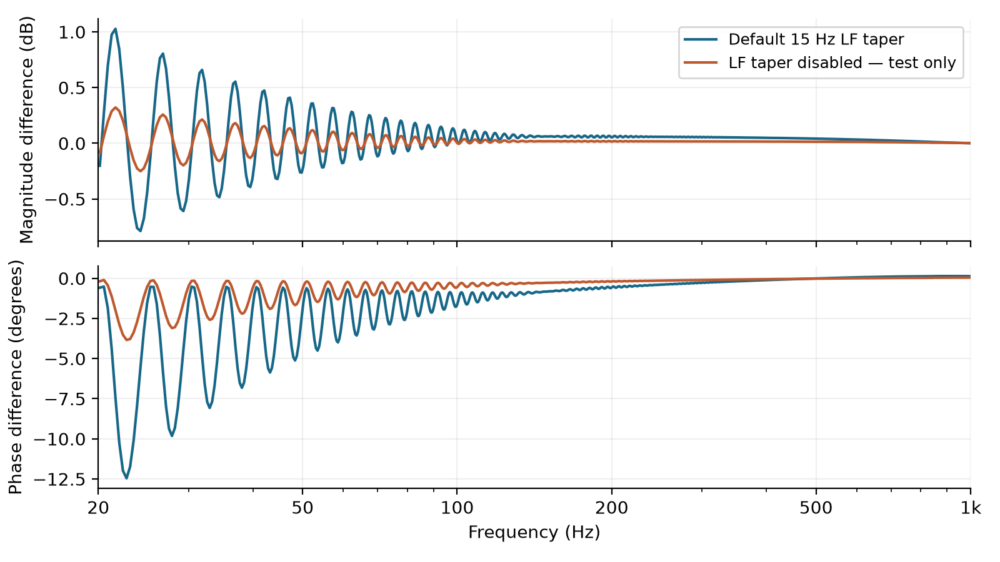 Magnitude difference (dB)
1.0
0.5
0.0
−0.5
Default 15 Hz LF taper
LF taper disabled — test only
Phase difference (degrees)
0.0
−2.5
−5.0
−7.5
−10.0
−12.5
20 50 100 200 500 1k
Frequency (Hz)